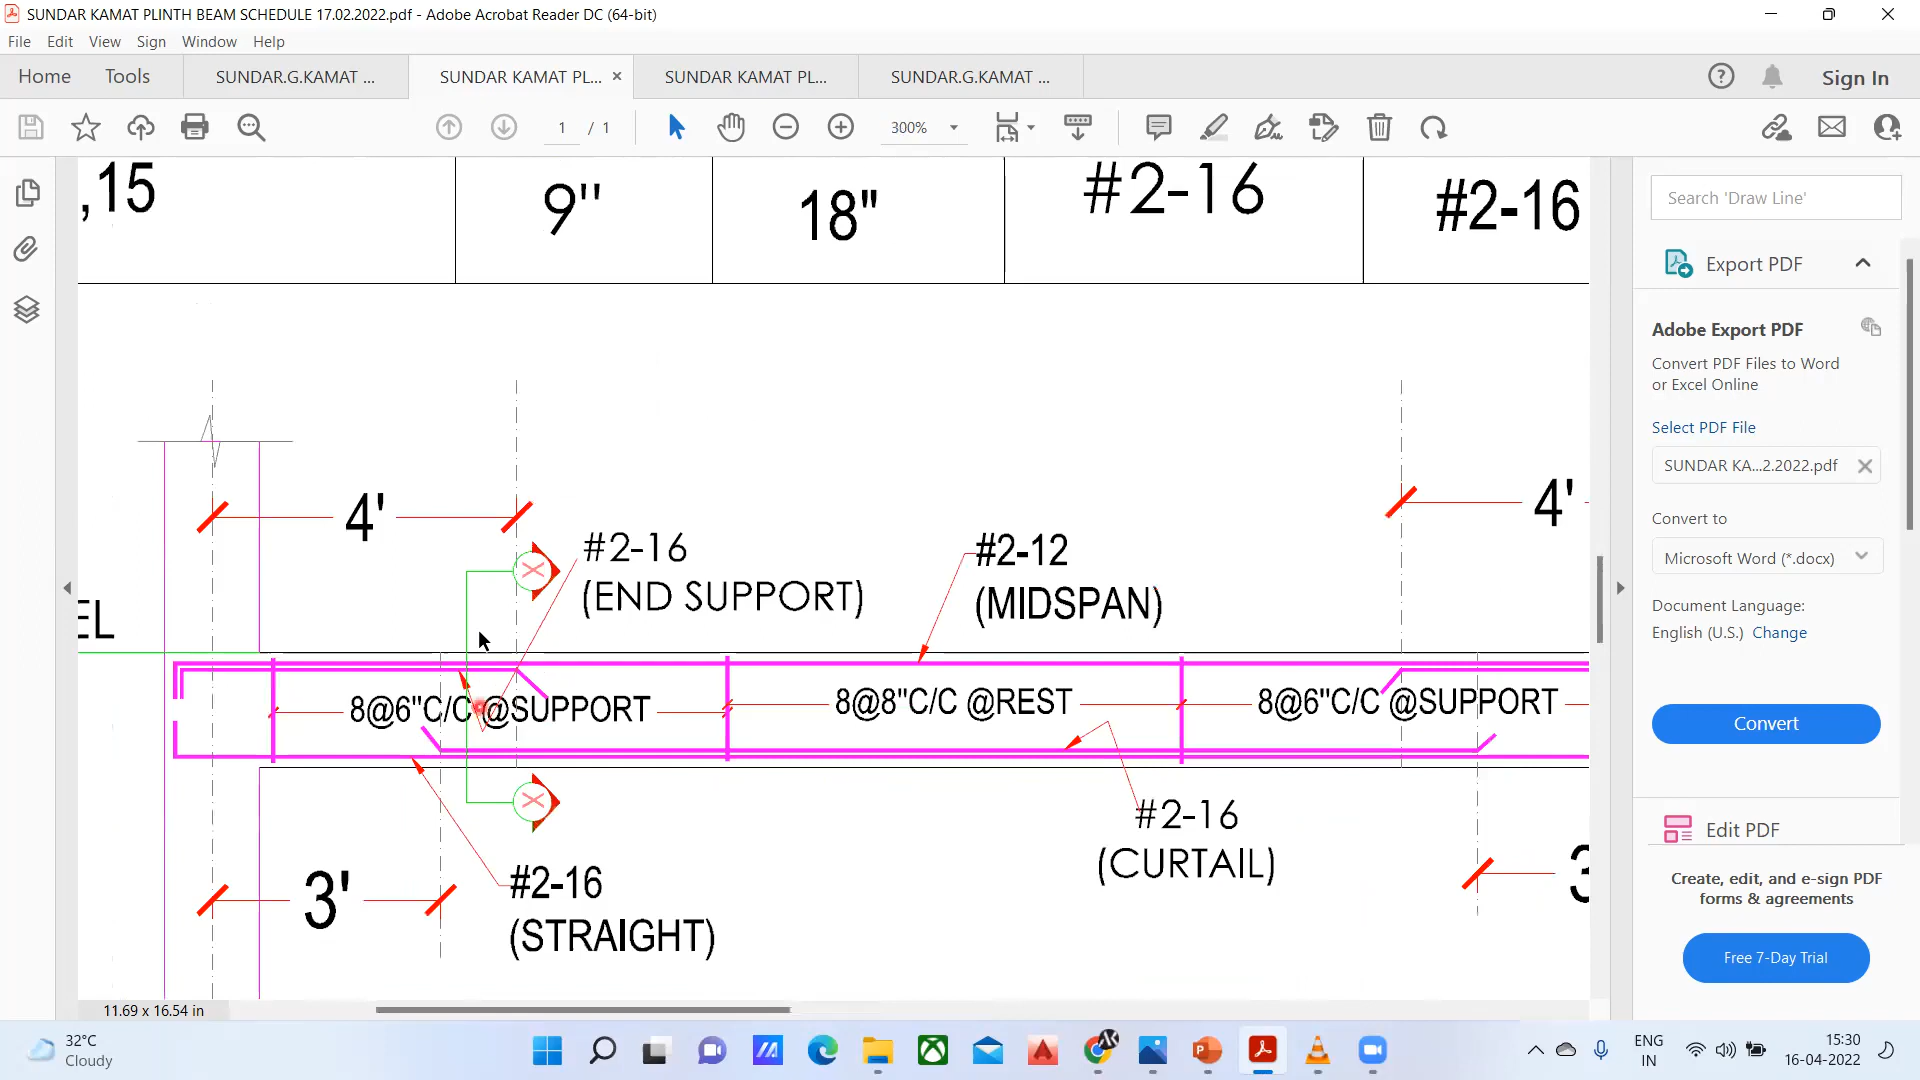 SUNDAR KAMAT PLINTH BEAM SCHEDULE 17.02.2022.pdf - Adobe Acrobat Reader DC (64-bit)
File Edit View Sign Window Help
Home Tools SUNDAR.G.KAMAT ... SUNDAR KAMAT PL... × SUNDAR KAMAT PL... SUNDAR.G.KAMAT ... Sign In
1 / 1 300%
,15 9'' 18" #2-16 #2-16
4' 4'
#2-16
(END SUPPORT)
#2-12
(MIDSPAN)
EL
8@6"C/C @SUPPORT 8@8"C/C @REST 8@6"C/C @SUPPORT
#2-16
(CURTAIL)
3' 3
#2-16
(STRAIGHT)
11.69 x 16.54 in
Search 'Draw Line'
Export PDF
Adobe Export PDF
Convert PDF Files to Word
or Excel Online
Select PDF File
SUNDAR KA...2.2022.pdf
Convert to
Microsoft Word (*.docx)
Document Language:
English (U.S.) Change
Convert
Edit PDF
Create, edit, and e-sign PDF
forms & agreements
Free 7-Day Trial
32°C
Cloudy
ENG
IN
15:30
16-04-2022